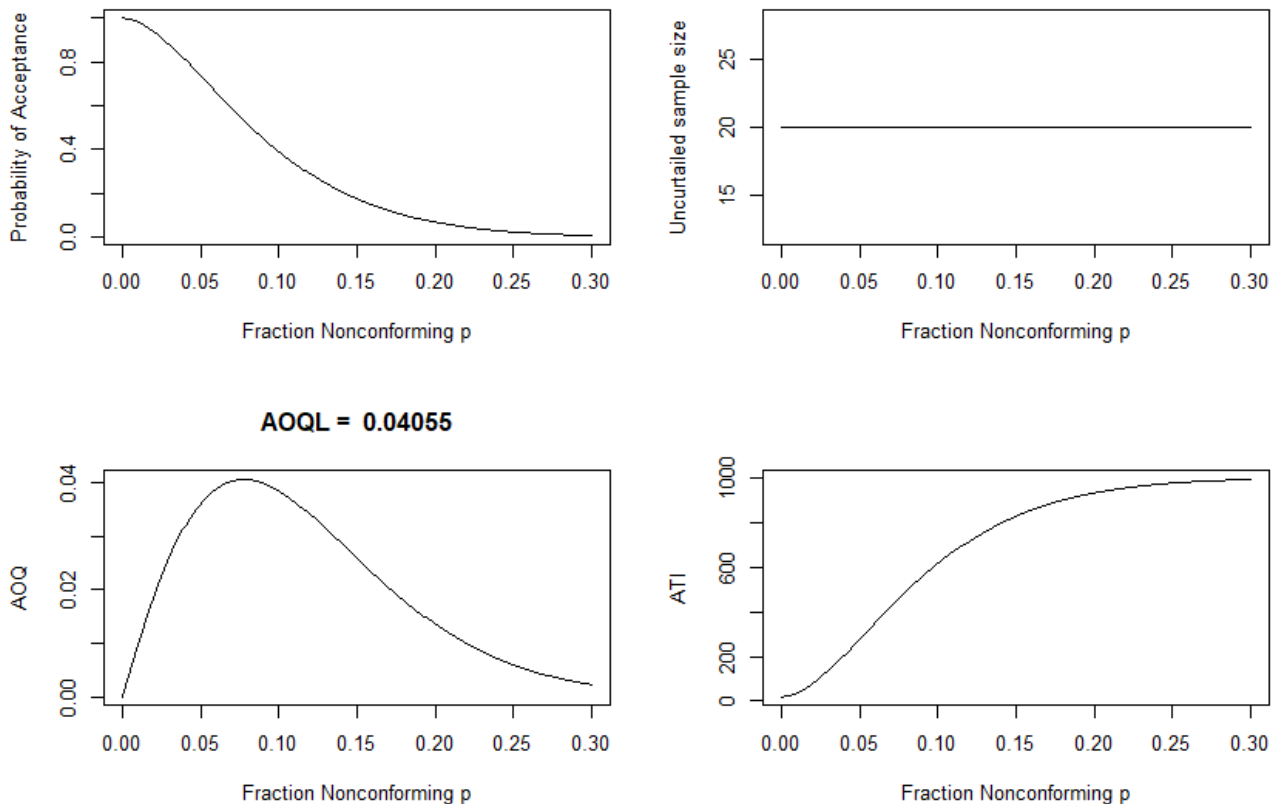 Probability of Acceptance
0.0 0.4 0.8
0.00 0.05 0.10 0.15 0.20 0.25 0.30
Fraction Nonconforming p
Uncurtailed sample size
15 20 25
0.00 0.05 0.10 0.15 0.20 0.25 0.30
Fraction Nonconforming p
AOQL = 0.04055
AOQ
0.00 0.02 0.04
0.00 0.05 0.10 0.15 0.20 0.25 0.30
Fraction Nonconforming p
ATI
0 200 600 1000
0.00 0.05 0.10 0.15 0.20 0.25 0.30
Fraction Nonconforming p